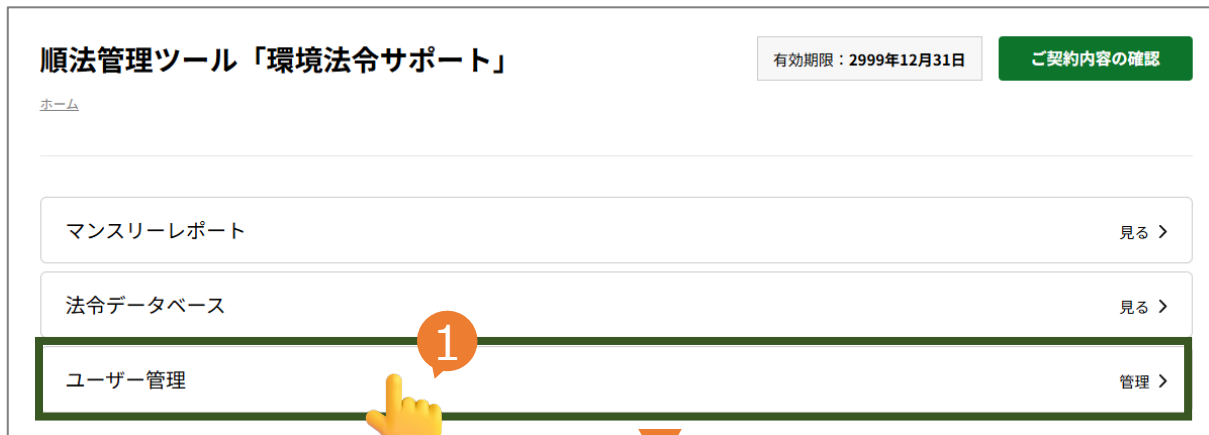 順法管理ツール「環境法令サポート」
有効期限：2999年12月31日
ご契約内容の確認
ホーム
マンスリーレポート
見る
法令データベース
見る
1
ユーザー管理
管理